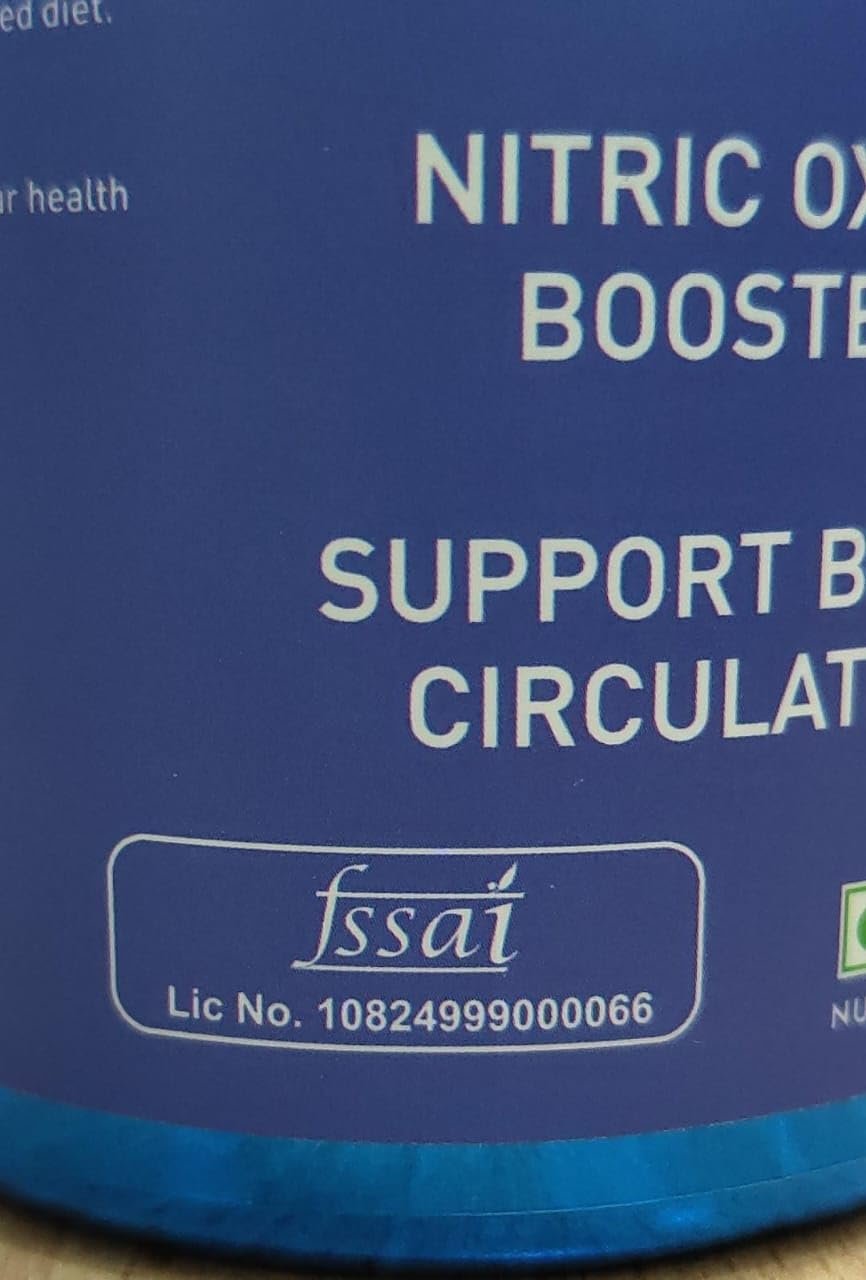 ed diet.
r health
NITRIC OX
BOOSTE
SUPPORT B
CIRCULAT
fssai
Lic No. 10824999000066
NU